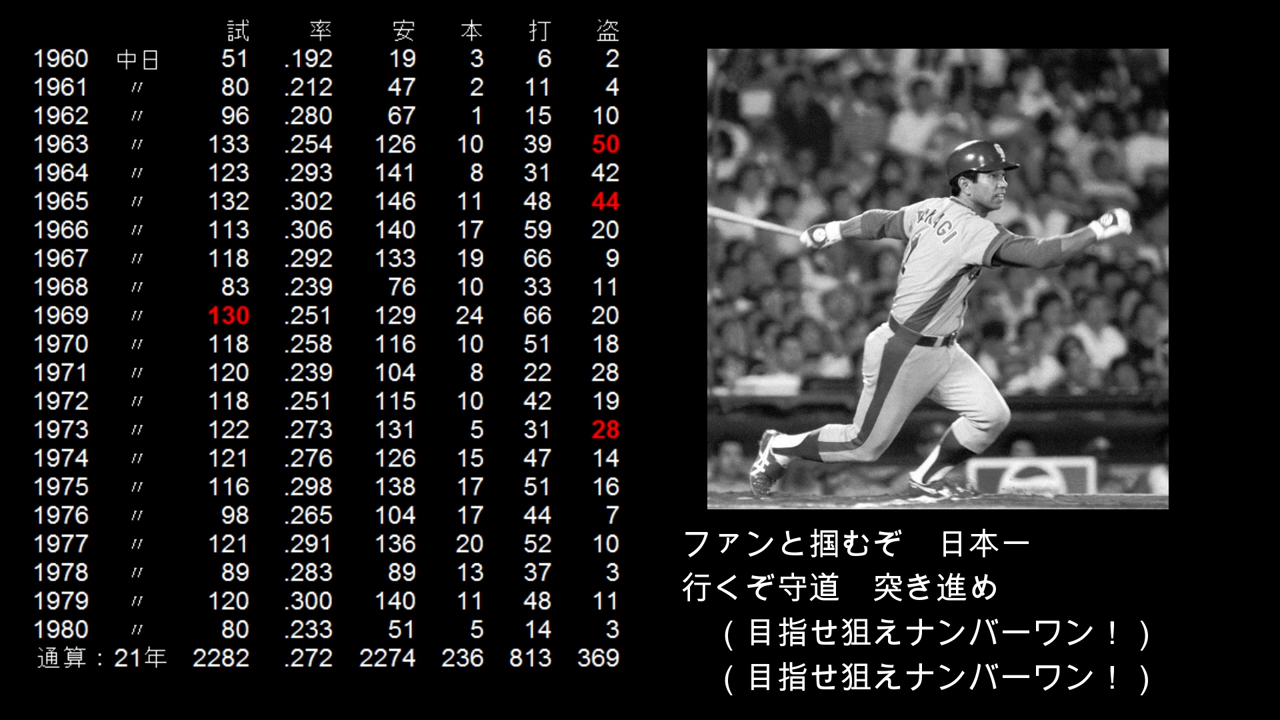 試 率 安 本 打 盗
1960 中日 51 .192 19 3 6 2
1961 〃 80 .212 47 2 11 4
1962 〃 96 .280 67 1 15 10
1963 〃 133 .254 126 10 39 50
1964 〃 123 .293 141 8 31 42
1965 〃 132 .302 146 11 48 44
1966 〃 113 .306 140 17 59 20
1967 〃 118 .292 133 19 66 9
1968 〃 83 .239 76 10 33 11
1969 〃 130 .251 129 24 66 20
1970 〃 118 .258 116 10 51 18
1971 〃 120 .239 104 8 22 28
1972 〃 118 .251 115 10 42 19
1973 〃 122 .273 131 5 31 28
1974 〃 121 .276 126 15 47 14
1975 〃 116 .298 138 17 51 16
1976 〃 98 .265 104 17 44 7
1977 〃 121 .291 136 20 52 10
1978 〃 89 .283 89 13 37 3
1979 〃 120 .300 140 11 48 11
1980 〃 80 .233 51 5 14 3
通算：21年 2282 .272 2274 236 813 369
TAKAGI
1
ファンと掴むぞ　日本一
行くぞ守道　突き進め
（目指せ狙えナンバーワン！）
（目指せ狙えナンバーワン！）